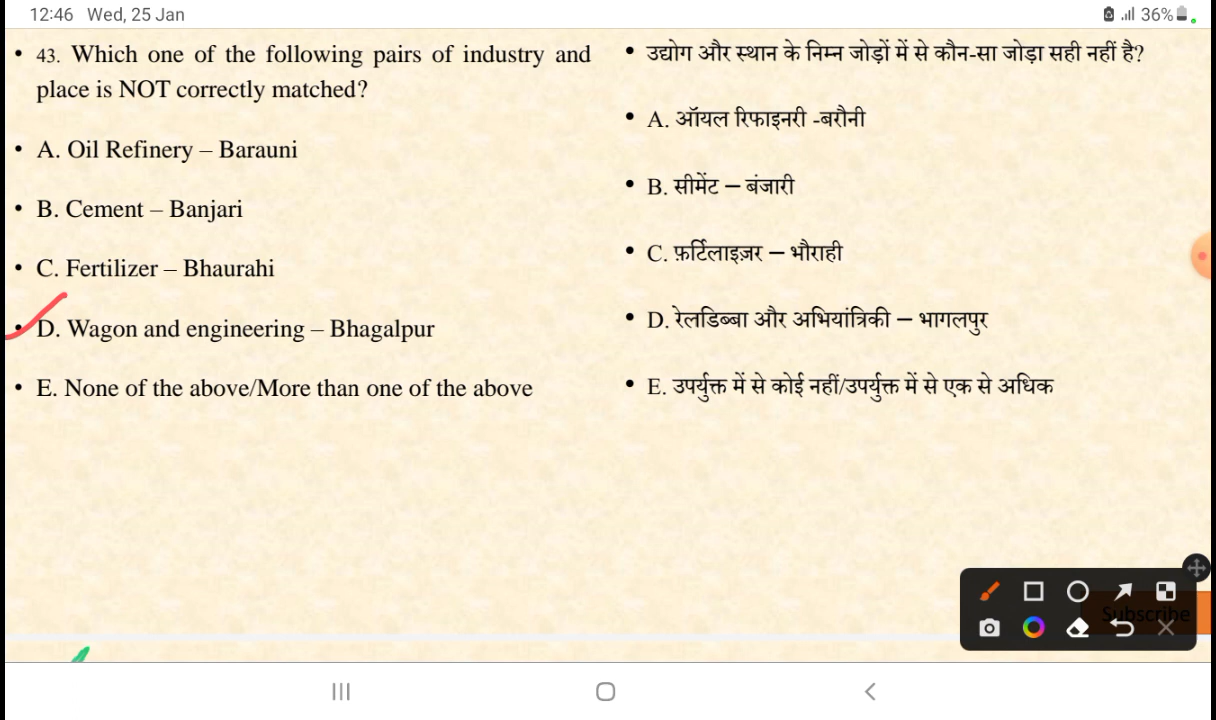 12:46 Wed, 25 Jan 36%
• 43. Which one of the following pairs of industry and
place is NOT correctly matched?
• A. Oil Refinery – Barauni
• B. Cement – Banjari
• C. Fertilizer – Bhaurahi
• D. Wagon and engineering – Bhagalpur
• E. None of the above/More than one of the above
• उद्योग और स्थान के निम्न जोड़ों में से कौन-सा जोड़ा सही नहीं है?
• A. ऑयल रिफाइनरी -बरौनी
• B. सीमेंट – बंजारी
• C. फ़र्टिलाइज़र – भौराही
• D. रेलडिब्बा और अभियांत्रिकी – भागलपुर
• E. उपर्युक्त में से कोई नहीं/उपर्युक्त में से एक से अधिक
Subscribe